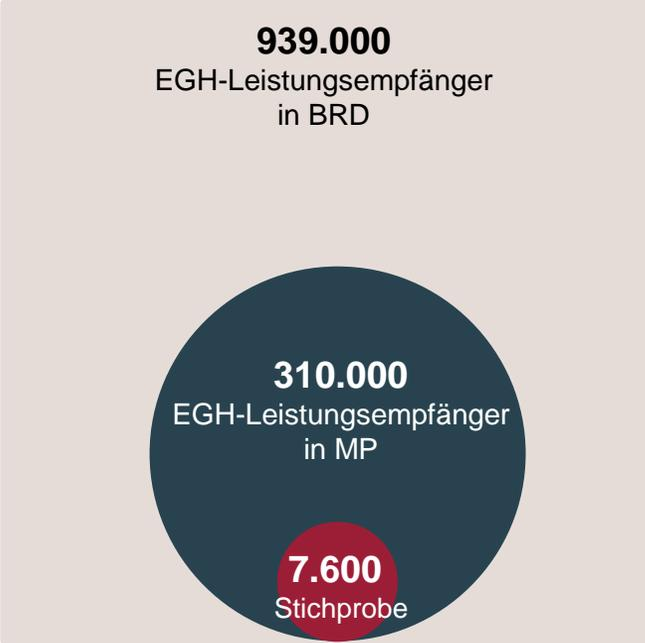 939.000
EGH-Leistungsempfänger
in BRD
310.000
EGH-Leistungsempfänger
in MP
7.600
Stichprobe